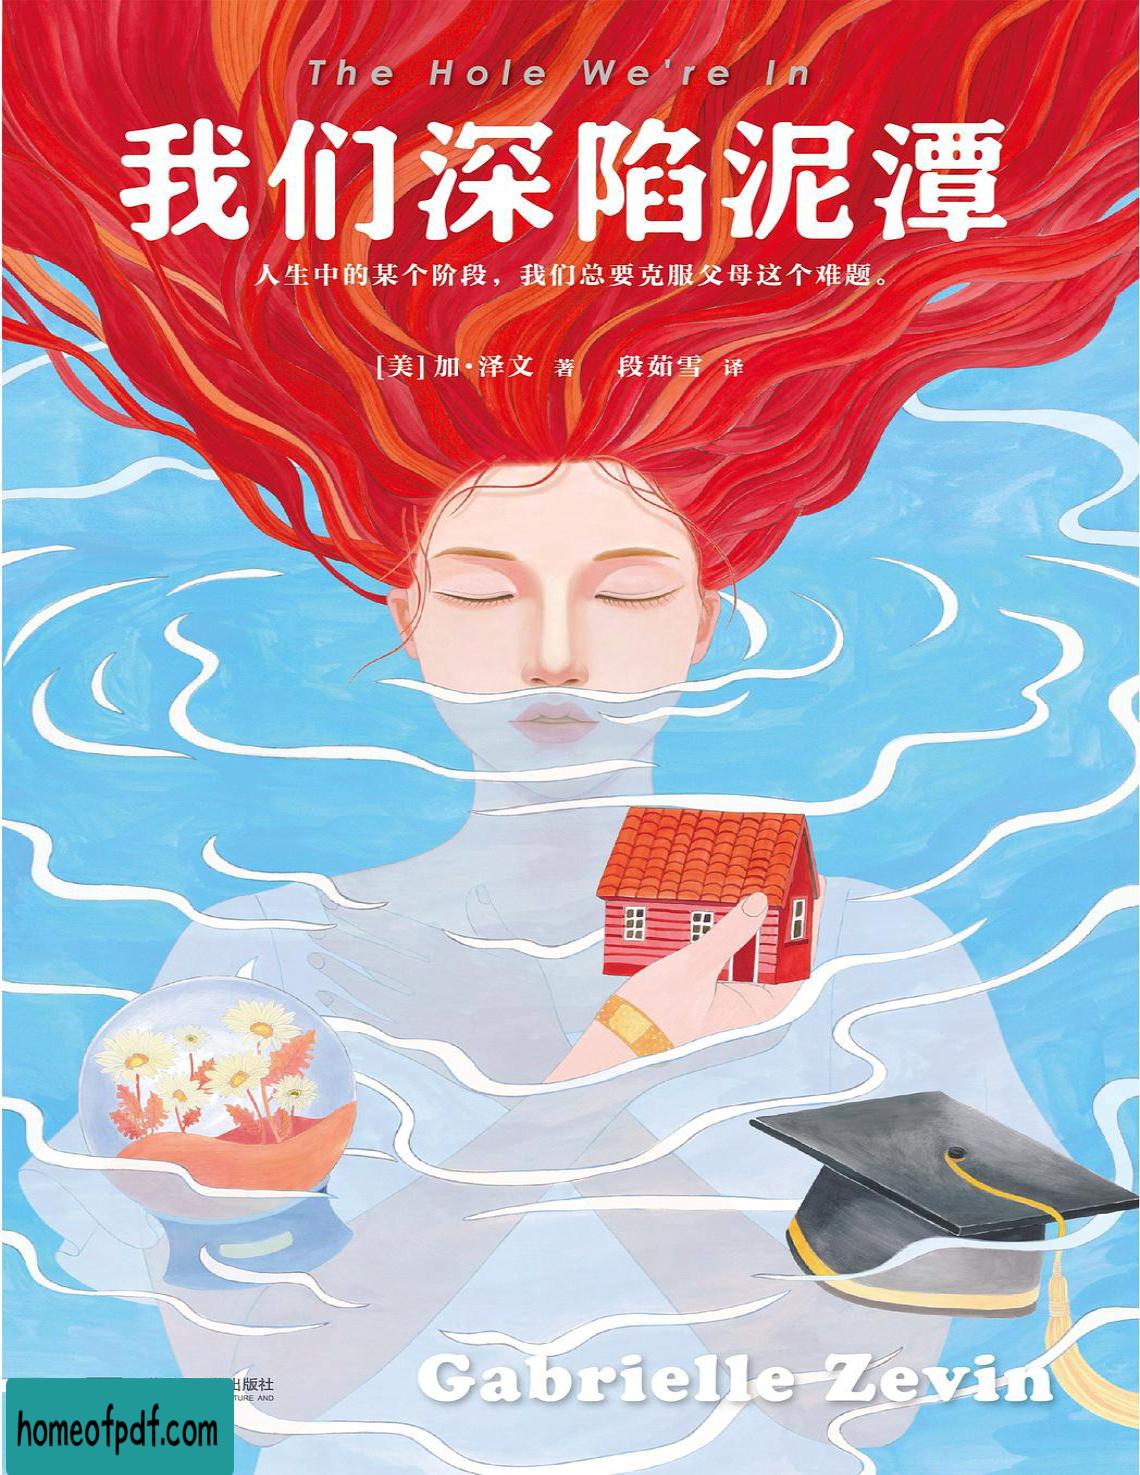 The Hole We're In
我们深陷泥潭
人生中的某个阶段，我们总要克服父母这个难题。
[美] 加·泽文 著 段茹雪 译
Gabrielle Zevin
出版社
AND
homeofpdf.com